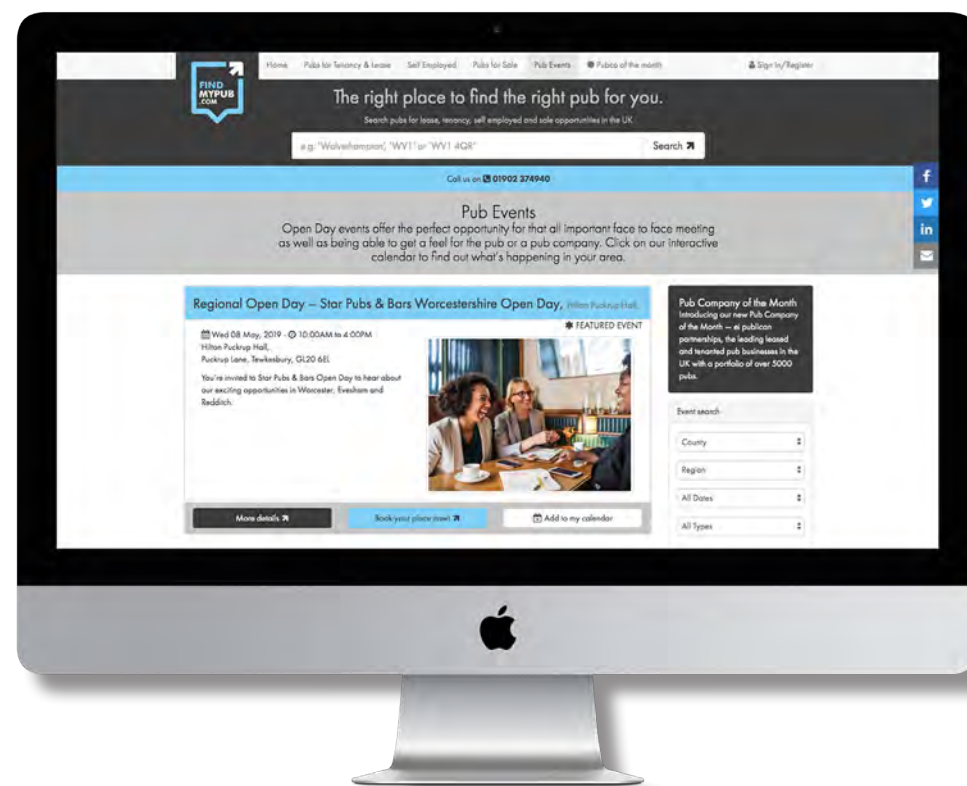 FIND
MYPUB
.COM
Home Pubs for Tenancy & Lease Self Employed Pubs for Sale Pub Events Pubco of the month Sign In/Register
The right place to find the right pub for you.
Search pubs for lease, tenancy, self employed and sale opportunities in the UK
e.g. 'Wolverhampton', 'WV1' or 'WV1 4QR' Search
Call us on 01902 374940
Pub Events
Open Day events offer the perfect opportunity for that all important face to face meeting
as well as being able to get a feel for the pub or a pub company. Click on our interactive
calendar to find out what's happening in your area.
Regional Open Day – Star Pubs & Bars Worcestershire Open Day, Hilton Puckrup Hall,
FEATURED EVENT
Wed 08 May, 2019 - 10:00AM to 4:00PM
Hilton Puckrup Hall,
Puckrup Lane, Tewkesbury, GL20 6EL
You're invited to Star Pubs & Bars Open Day to hear about
our exciting opportunities in Worcester, Evesham and
Redditch.
More details Book your place now! Add to my calendar
Pub Company of the Month
Introducing our new Pub Company
of the Month – ei publican
partnerships, the leading leased
and tenanted pub businesses in the
UK with a portfolio of over 5000
pubs.
Event search
County
Region
All Dates
All Types